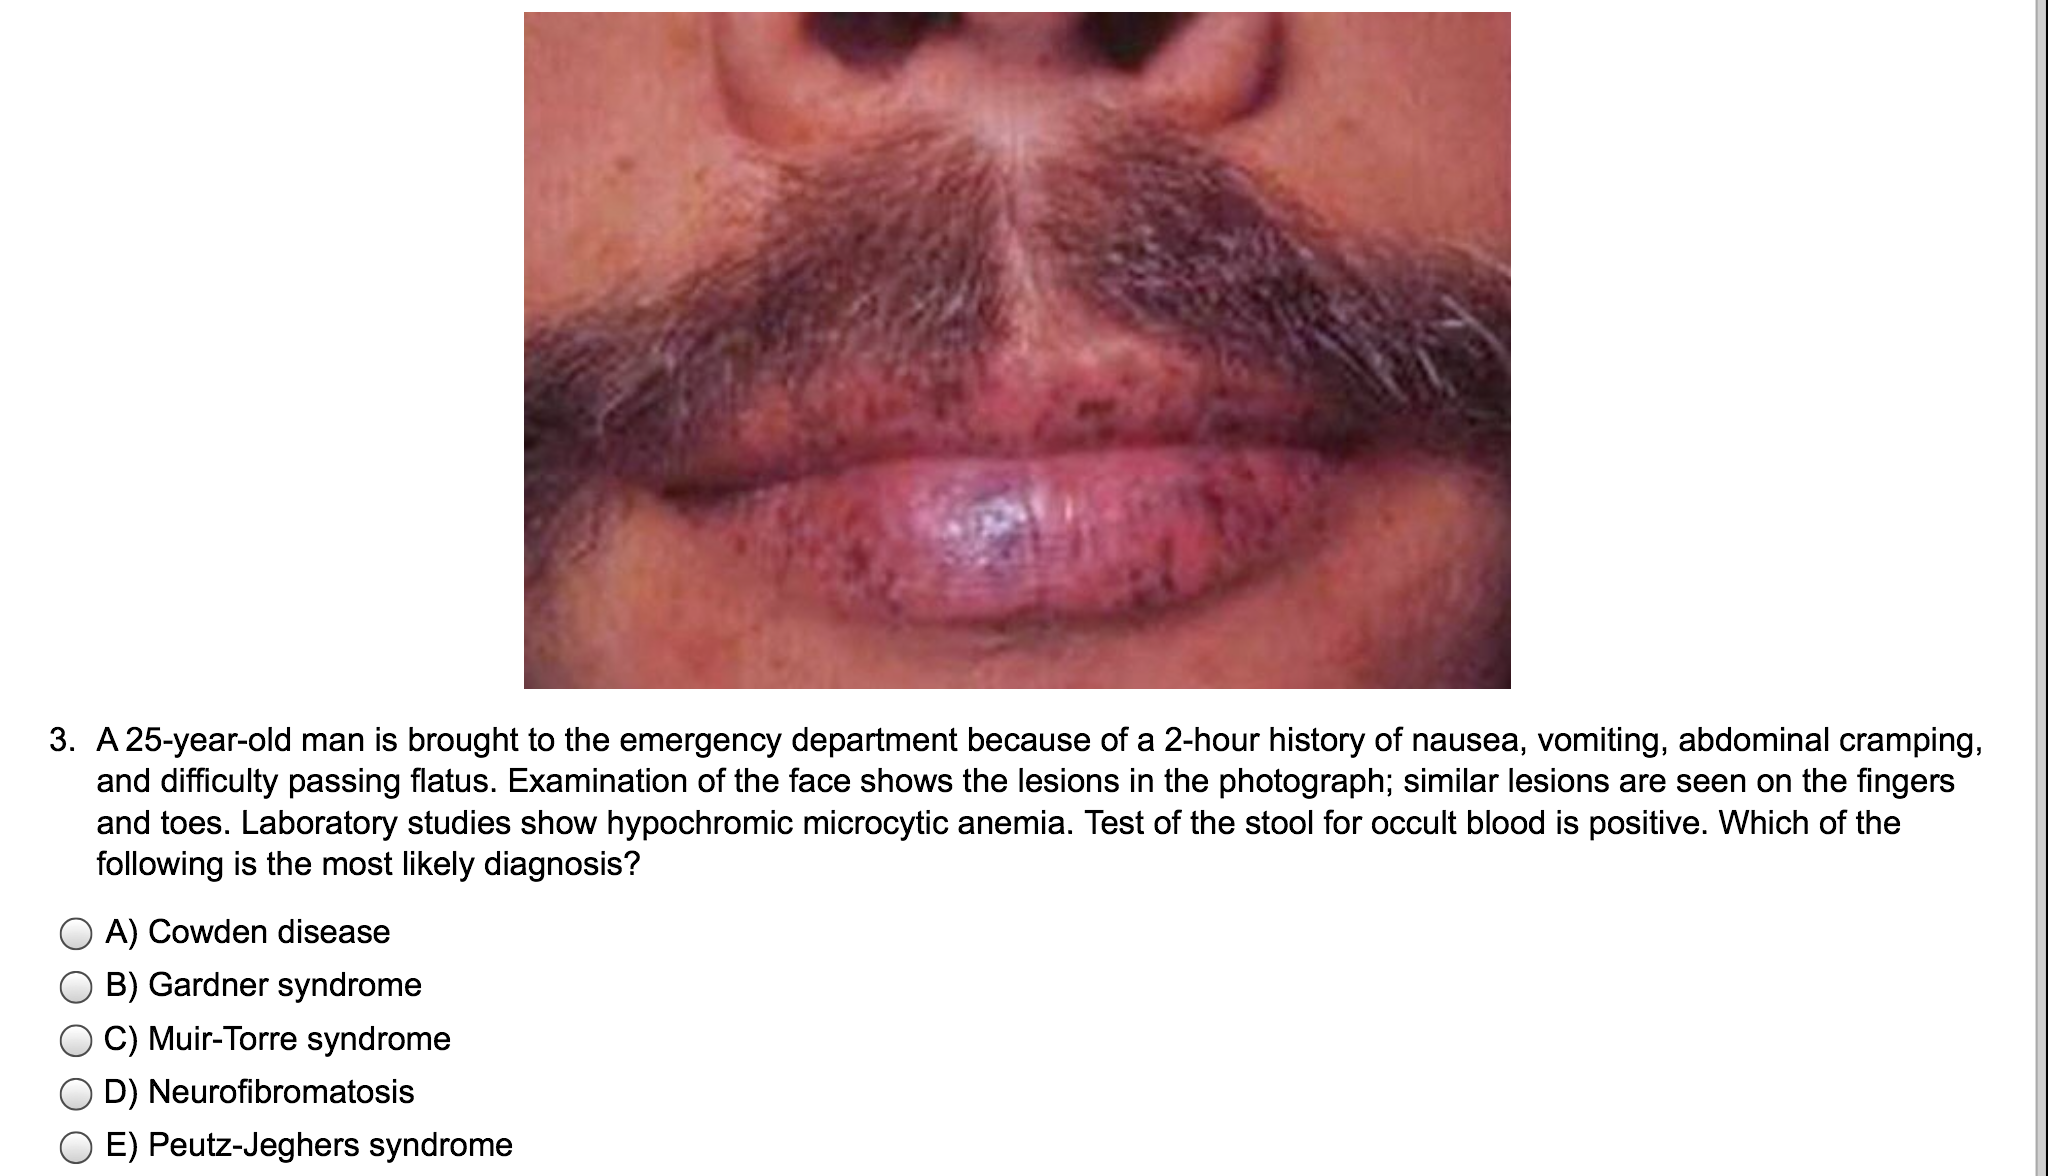 3. A 25-year-old man is brought to the emergency department because of a 2-hour history of nausea, vomiting, abdominal cramping,
and difficulty passing flatus. Examination of the face shows the lesions in the photograph; similar lesions are seen on the fingers
and toes. Laboratory studies show hypochromic microcytic anemia. Test of the stool for occult blood is positive. Which of the
following is the most likely diagnosis?
A) Cowden disease
B) Gardner syndrome
C) Muir-Torre syndrome
D) Neurofibromatosis
E) Peutz-Jeghers syndrome